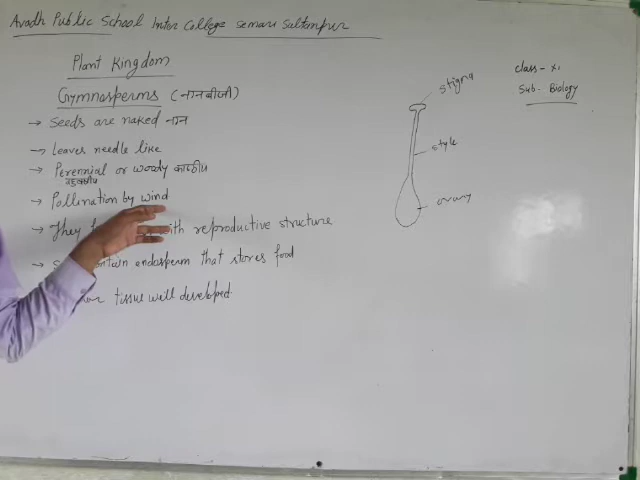 Avadh Public School Inter College Semari Sultanpur
Plant Kingdom
class - XI
Sub- Biology
Gymnosperms (नग्नबीजी)
→ Seeds are naked नग्न
→ Leaves needle like
→ Perennial or woody काष्ठीय
बहुवर्षीय
→ Pollination by wind
→ They with reproductive structure
→ endosperm that stores food
tissue well developed
stigma
style
ovary